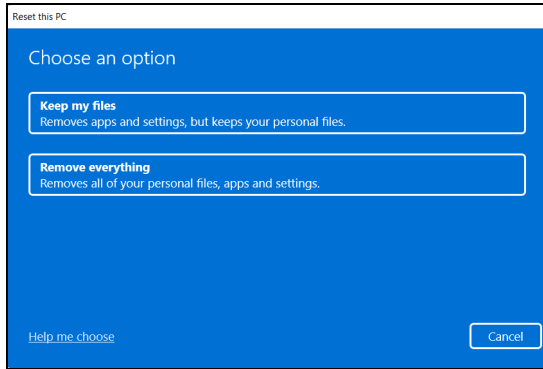 Reset this PC
Choose an option
Keep my files
Removes apps and settings, but keeps your personal files.
Remove everything
Removes all of your personal files, apps and settings.
Help me choose
Cancel